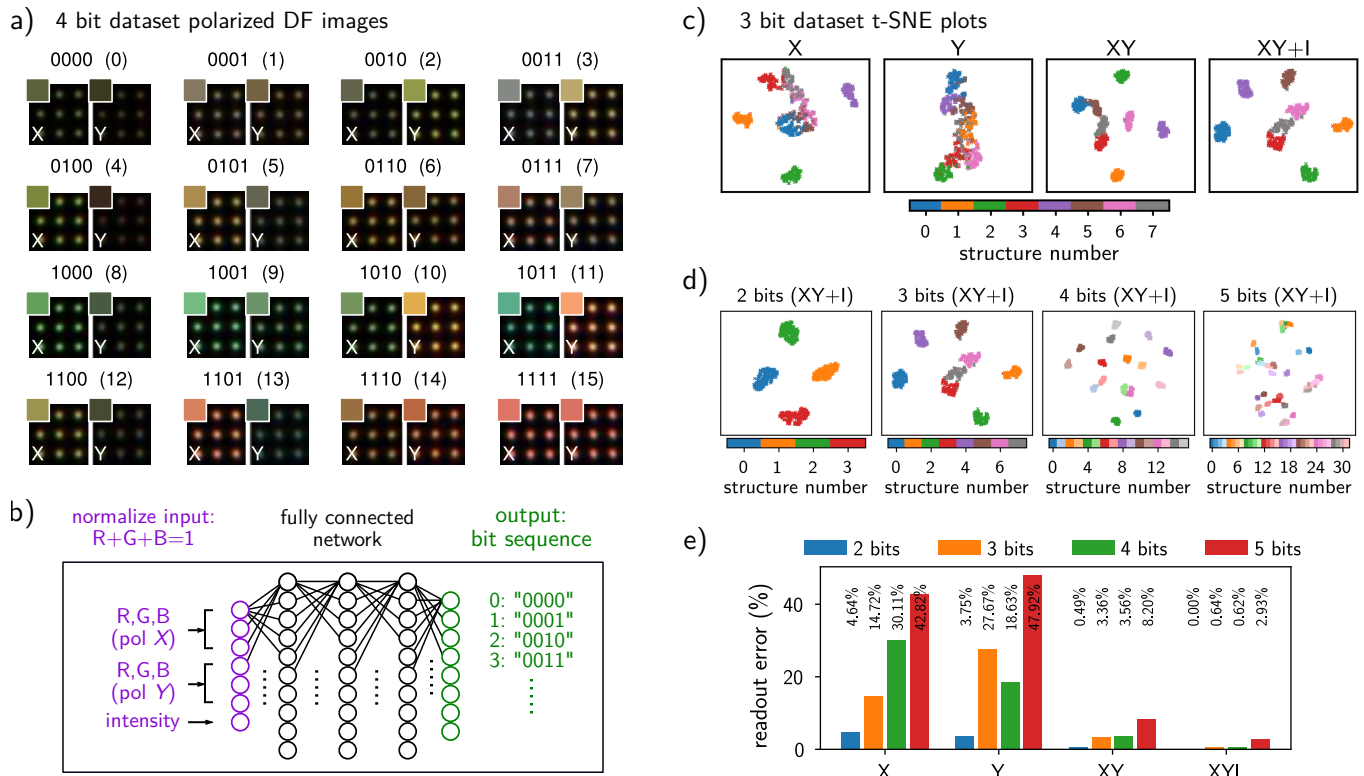 a) 4 bit dataset polarized DF images
0000 (0) 0001 (1) 0010 (2) 0011 (3)
X Y X Y X Y X Y
0100 (4) 0101 (5) 0110 (6) 0111 (7)
X Y X Y X Y X Y
1000 (8) 1001 (9) 1010 (10) 1011 (11)
X Y X Y X Y X Y
1100 (12) 1101 (13) 1110 (14) 1111 (15)
X Y X Y X Y X Y
b)
normalize input:
R+G+B=1
fully connected
network
output:
bit sequence
R,G,B
(pol X)
R,G,B
(pol Y)
intensity
0: "0000"
1: "0001"
2: "0010"
3: "0011"
c) 3 bit dataset t-SNE plots
X Y XY XY+I
0 1 2 3 4 5 6 7
structure number
d)
2 bits (XY+I) 3 bits (XY+I) 4 bits (XY+I) 5 bits (XY+I)
0 1 2 3 0 2 4 6 0 4 8 12 0 6 12 18 24 30
structure number structure number structure number structure number
e)
2 bits 3 bits 4 bits 5 bits
readout error (%)
40
20
0
4.64% 14.72% 30.11% 42.82% 3.75% 27.67% 18.63% 47.92% 0.49% 3.36% 3.56% 8.20% 0.00% 0.64% 0.62% 2.93%
X Y XY XYI